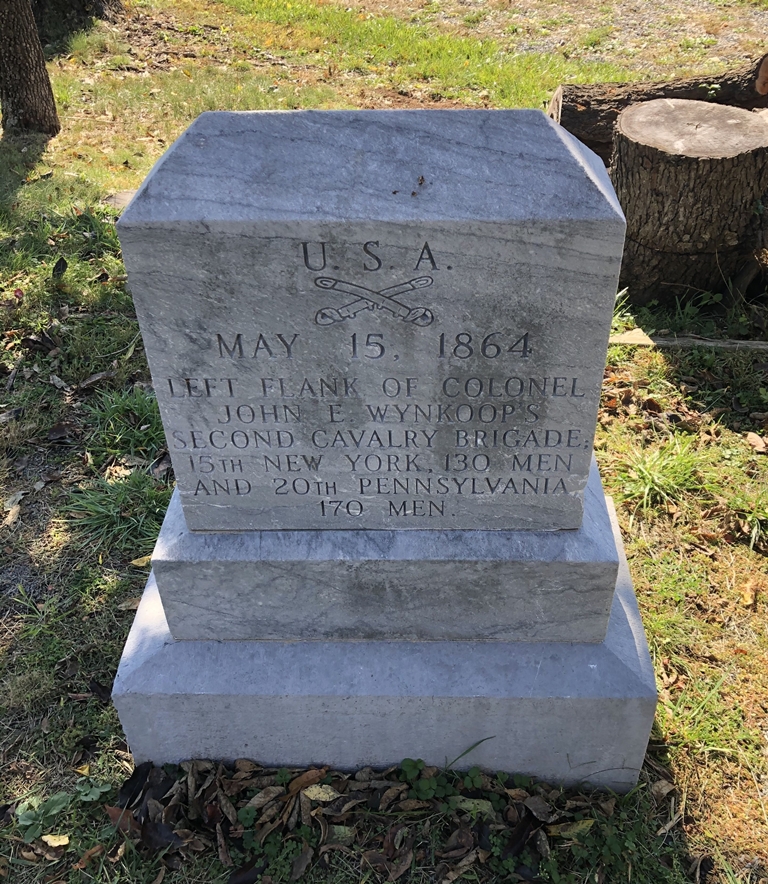 U. S. A.
MAY 15, 1864
LEFT FLANK OF COLONEL
JOHN E. WYNKOOP'S
SECOND CAVALRY BRIGADE;
15TH NEW YORK, 130 MEN
AND 20TH PENNSYLVANIA
170 MEN.